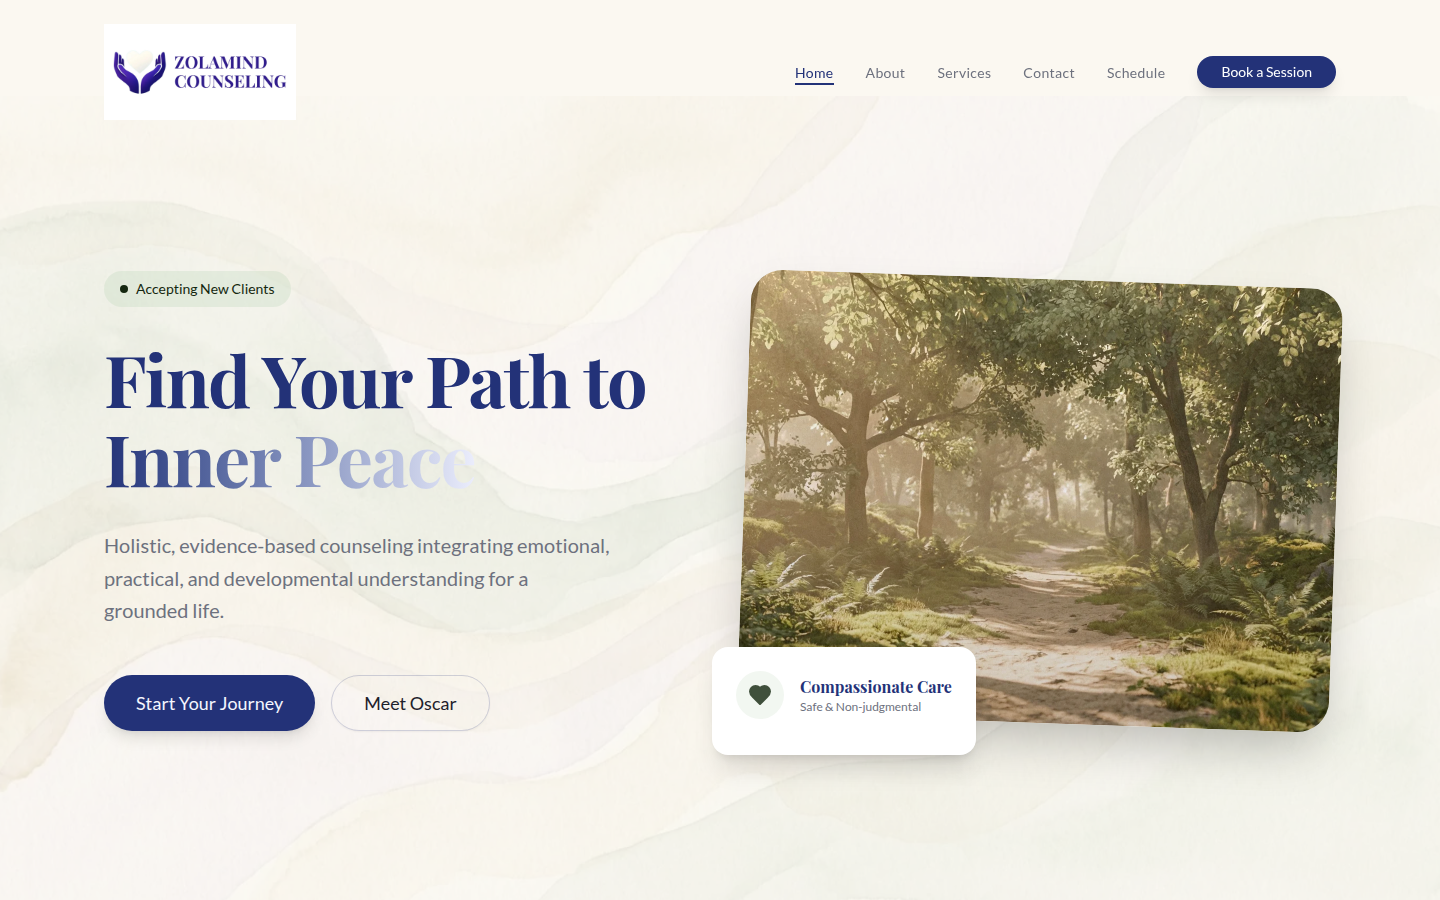 ZOLAMIND
COUNSELING
Home
About
Services
Contact
Schedule
Book a Session
Accepting New Clients
Find Your Path to
Inner Peace
Holistic, evidence-based counseling integrating emotional,
practical, and developmental understanding for a
grounded life.
Start Your Journey
Meet Oscar
Compassionate Care
Safe & Non-judgmental